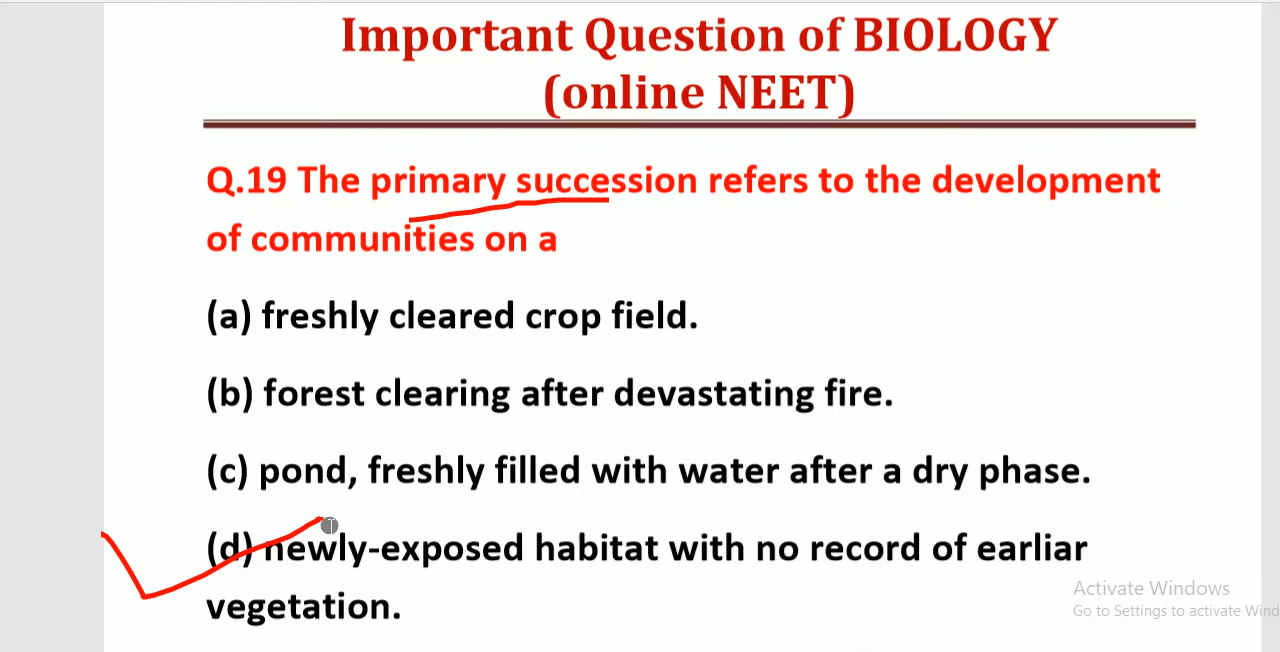 Important Question of BIOLOGY
(online NEET)
Q.19 The primary succession refers to the development
of communities on a
(a) freshly cleared crop field.
(b) forest clearing after devastating fire.
(c) pond, freshly filled with water after a dry phase.
(d) newly-exposed habitat with no record of earliar
vegetation.
Activate Windows
Go to Settings to activate Wind